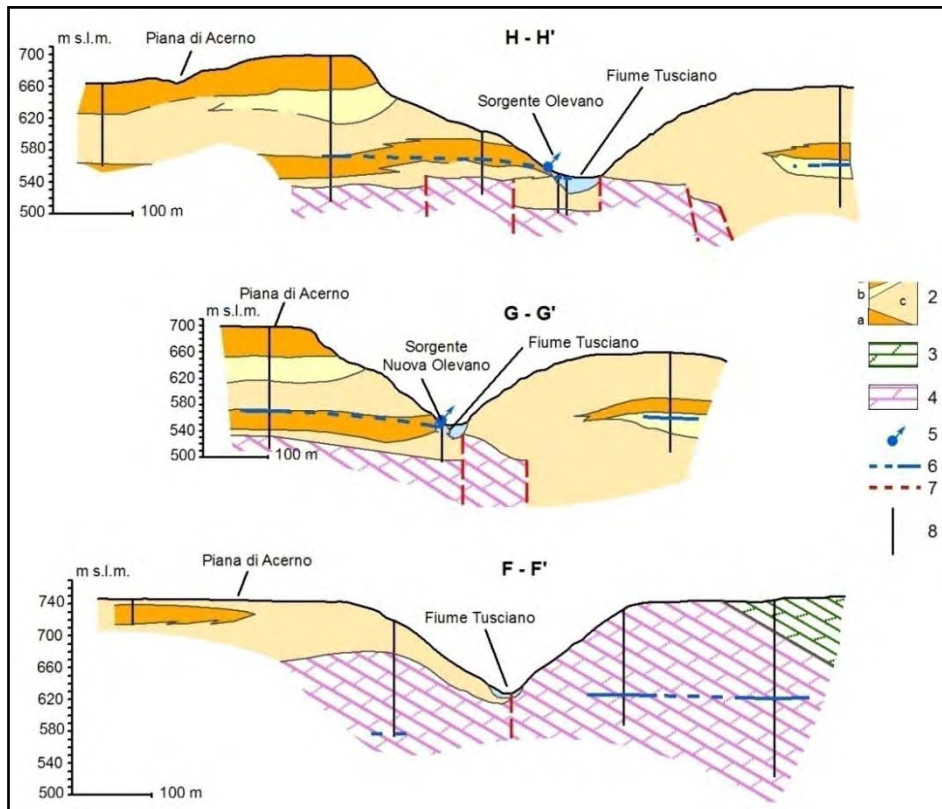 H - H'
m s.l.m.
Piana di Acerno
700
660
620
580
540
500
100 m
Sorgente Olevano
Fiume Tusciano
G - G'
m s.l.m.
Piana di Acerno
700
660
620
580
540
500
100 m
Sorgente
Nuova Olevano
Fiume Tusciano
b
c
a
2
3
4
5
6
7
8
F - F'
m s.l.m.
Piana di Acerno
740
700
660
620
580
540
500
100 m
Fiume Tusciano